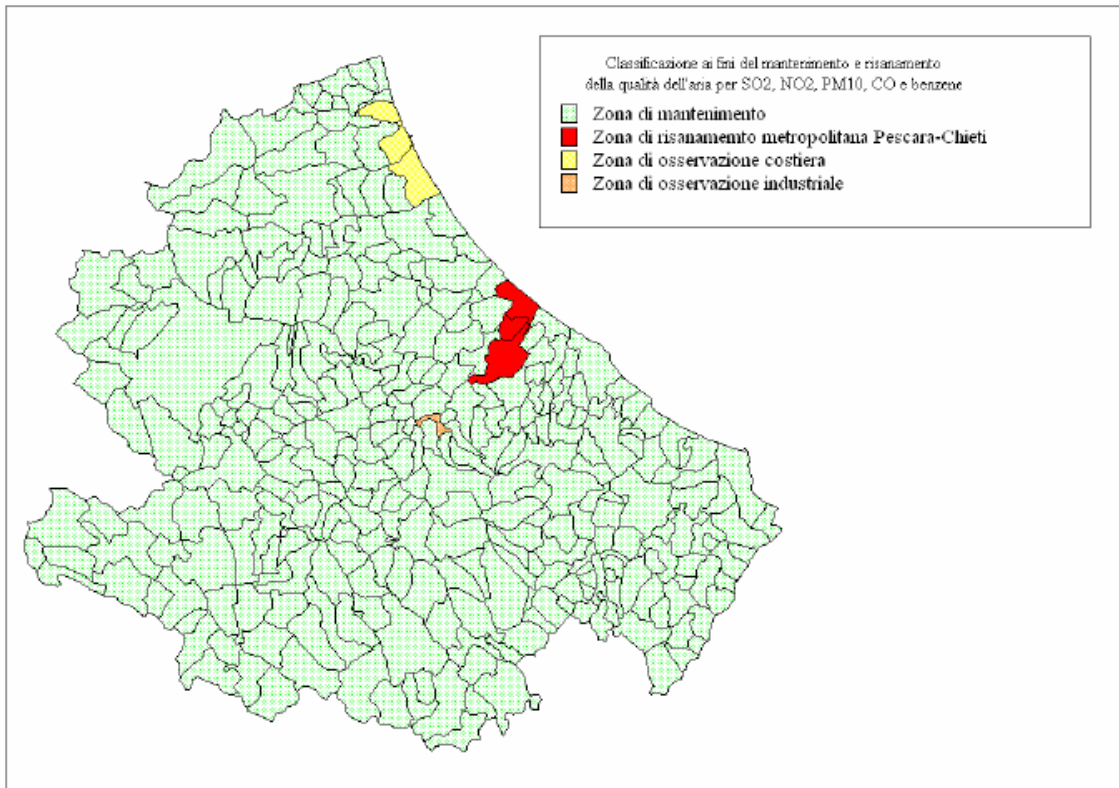 Classificazione ai fini del mantenimento e risanamento
della qualità dell'aria per SO2, NO2, PM10, CO e benzene
Zona di mantenimento
Zona di risanamemto metropolitana Pescara-Chieti
Zona di osservazione costiera
Zona di osservazione industriale